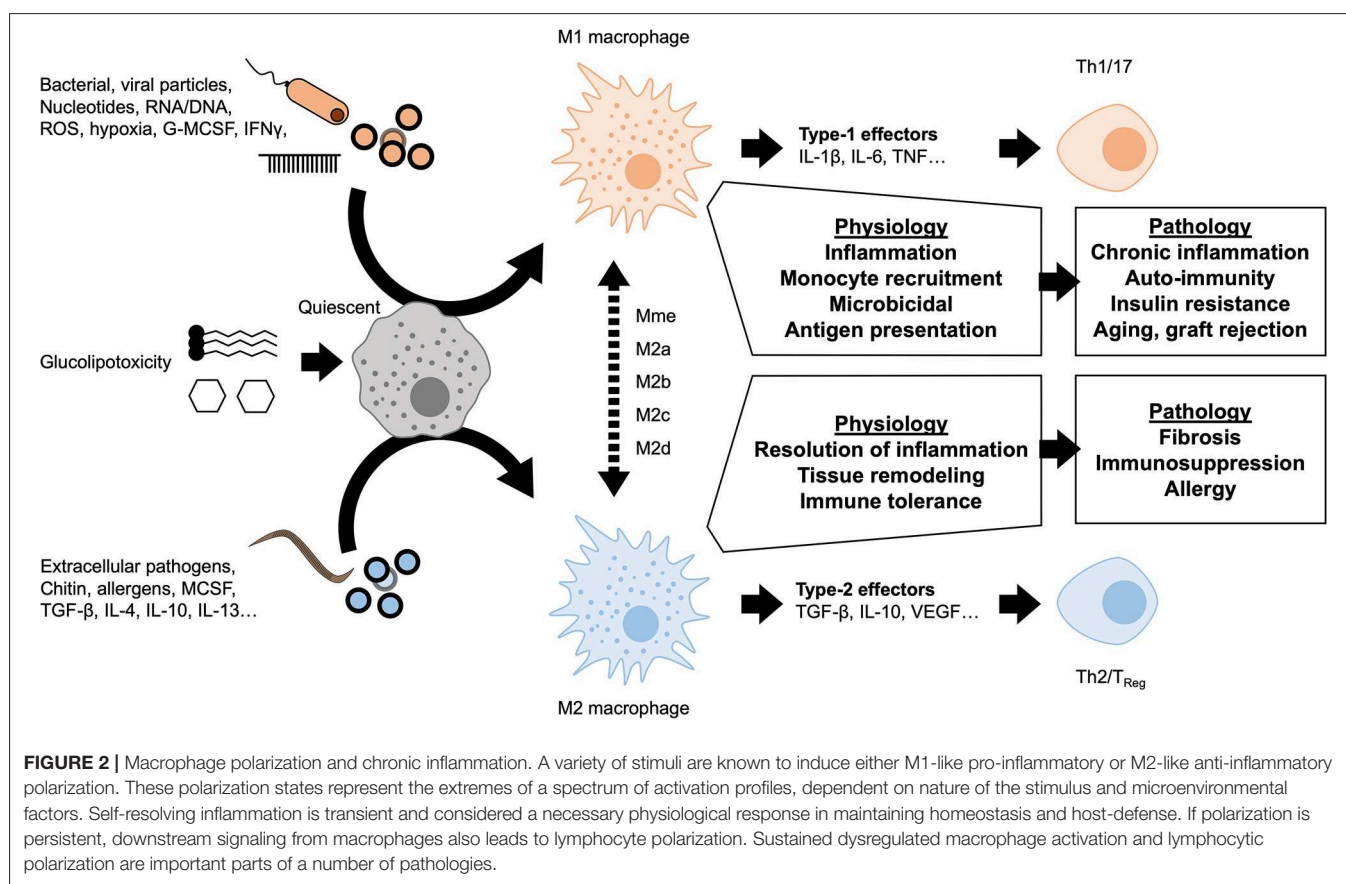 M1 macrophage
Th1/17
Bacterial, viral particles,
Nucleotides, RNA/DNA,
ROS, hypoxia, G-MCSF, IFNγ,
Type-1 effectors
IL-1β, IL-6, TNF…
Physiology
Inflammation
Monocyte recruitment
Microbicidal
Antigen presentation
Pathology
Chronic inflammation
Auto-immunity
Insulin resistance
Aging, graft rejection
Quiescent
Glucolipotoxicity
Mme
M2a
M2b
M2c
M2d
Physiology
Resolution of inflammation
Tissue remodeling
Immune tolerance
Pathology
Fibrosis
Immunosuppression
Allergy
Extracellular pathogens,
Chitin, allergens, MCSF,
TGF-β, IL-4, IL-10, IL-13…
Type-2 effectors
TGF-β, IL-10, VEGF…
Th2/TReg
M2 macrophage
FIGURE 2 | Macrophage polarization and chronic inflammation. A variety of stimuli are known to induce either M1-like pro-inflammatory or M2-like anti-inflammatory
polarization. These polarization states represent the extremes of a spectrum of activation profiles, dependent on nature of the stimulus and microenvironmental
factors. Self-resolving inflammation is transient and considered a necessary physiological response in maintaining homeostasis and host-defense. If polarization is
persistent, downstream signaling from macrophages also leads to lymphocyte polarization. Sustained dysregulated macrophage activation and lymphocytic
polarization are important parts of a number of pathologies.